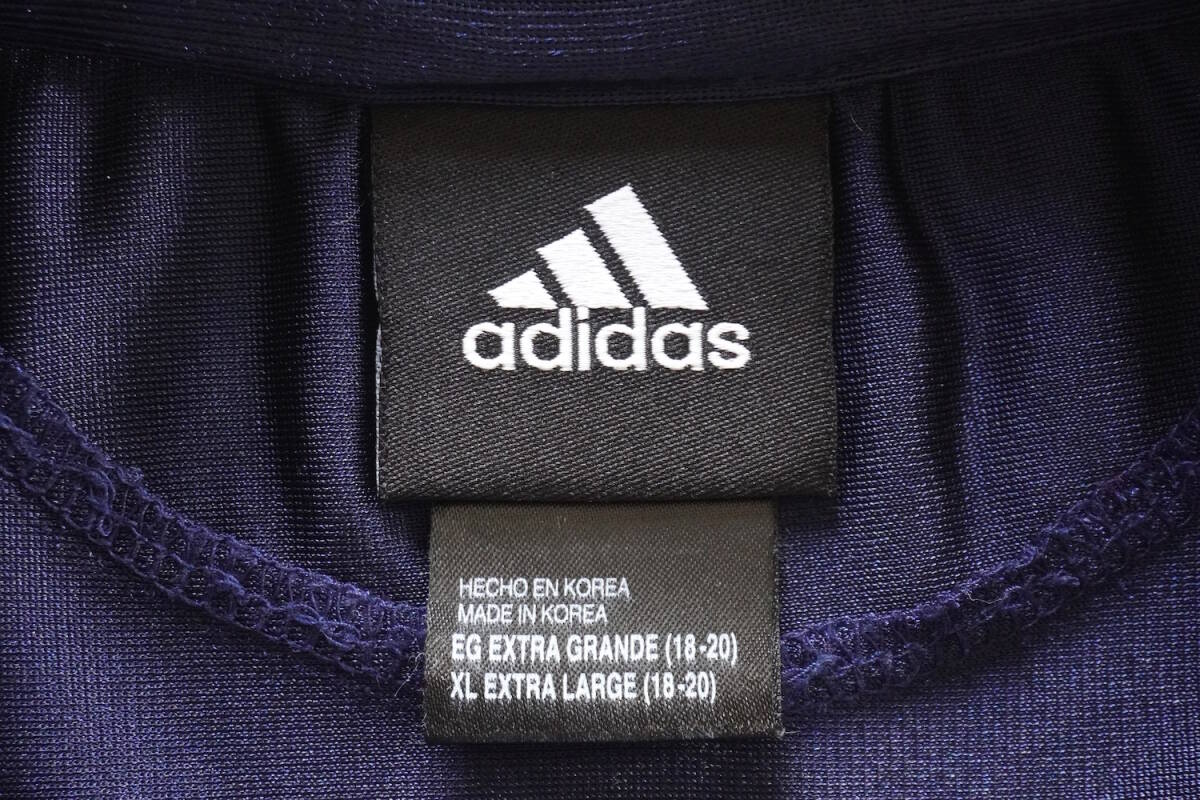 adidas
HECHO EN KOREA
MADE IN KOREA
EG EXTRA GRANDE (18-20)
XL EXTRA LARGE (18-20)